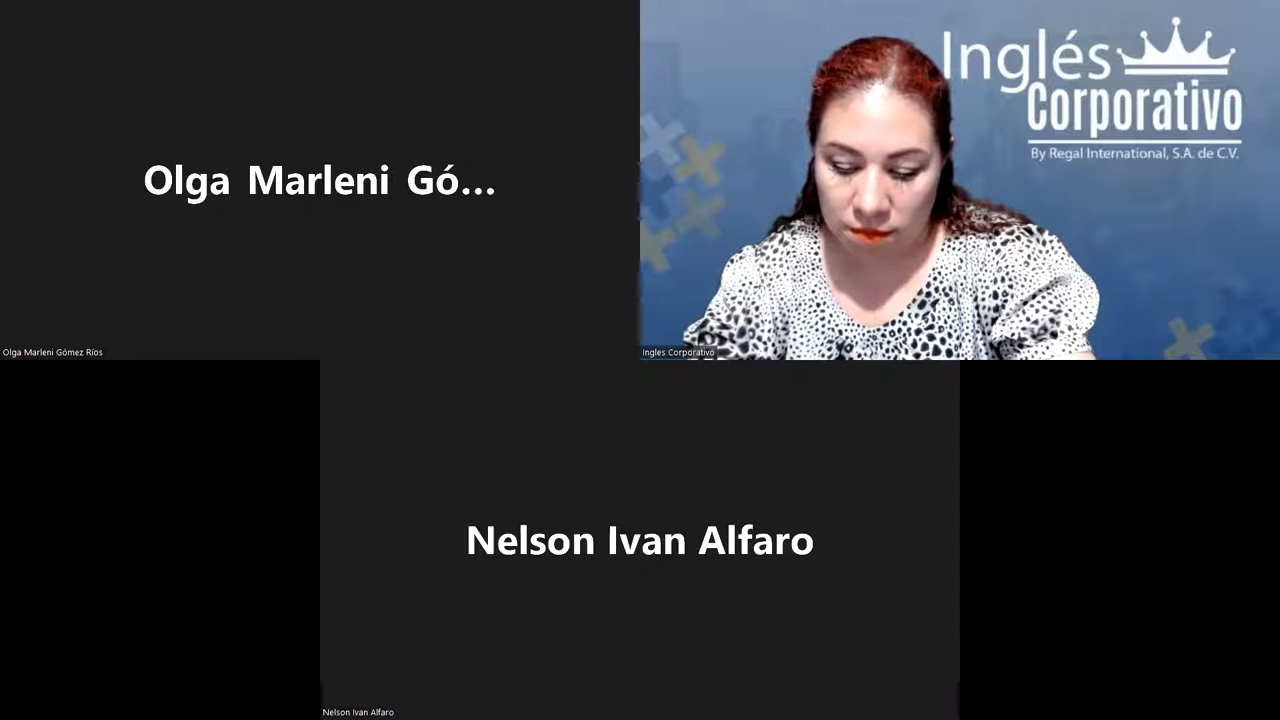 Olga Marleni Gó...
Inglés
Corporativo
By Regal International, S.A. de C.V.
Olga Marleni Gómez Ríos
Ingles Corporativo
Nelson Ivan Alfaro
Nelson Ivan Alfaro